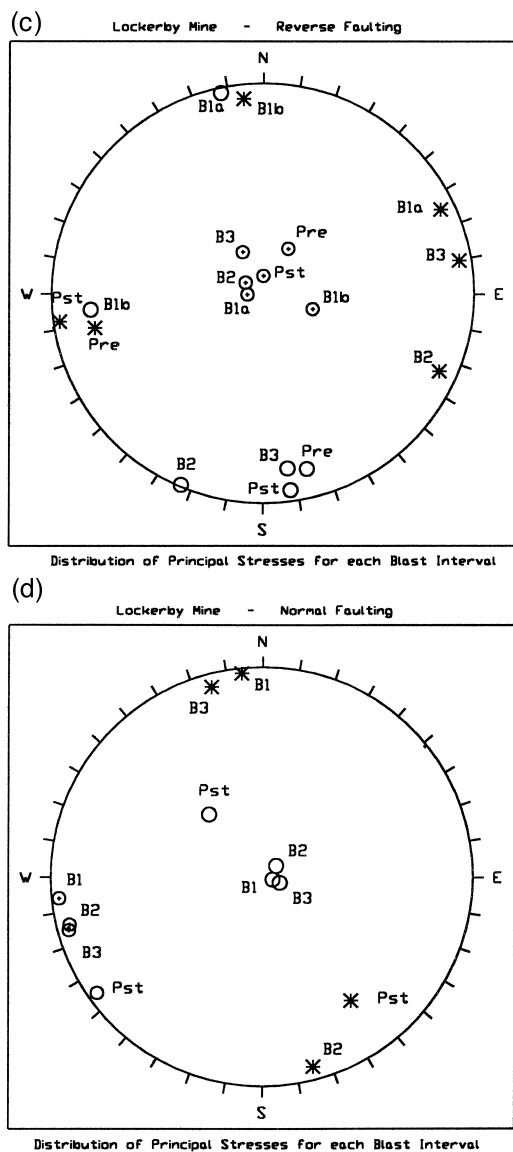 (c)
Lockerby Mine - Reverse Faulting
N
B1a B1b
B1a
B3 Pre
B3
B2 Pst
W Pst B1b B1a B1b E
Pre
B2
B3 Pre
B2
Pst
S
Distribution of Principal Stresses for each Blast Interval
(d)
Lockerby Mine - Normal Faulting
N
B3 B1
Pst
B2
W B1 B1 B3 E
B2
B3
Pst Pst
B2
S
Distribution of Principal Stresses for each Blast Interval